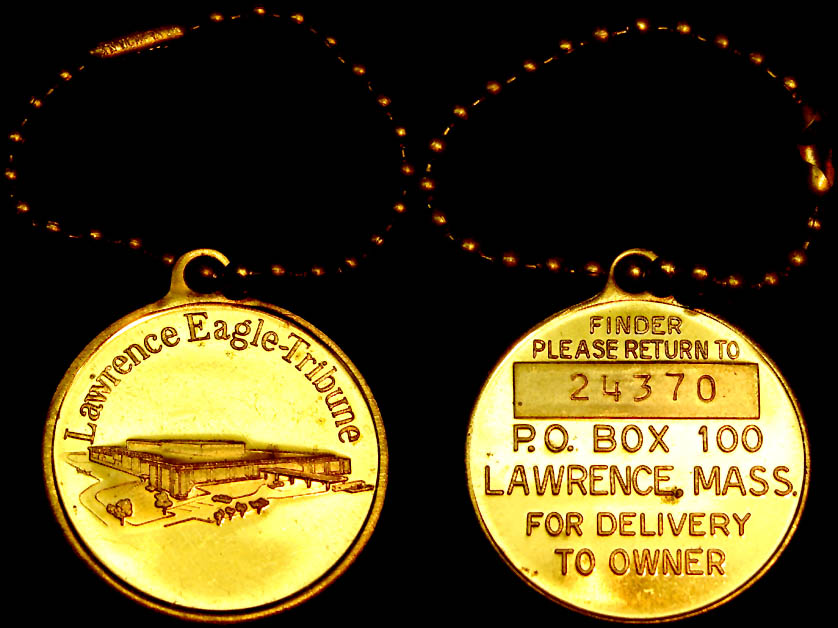 Lawrence Eagle-Tribune
FINDER
PLEASE RETURN TO
24370
P.O. BOX 100
LAWRENCE, MASS.
FOR DELIVERY
TO OWNER